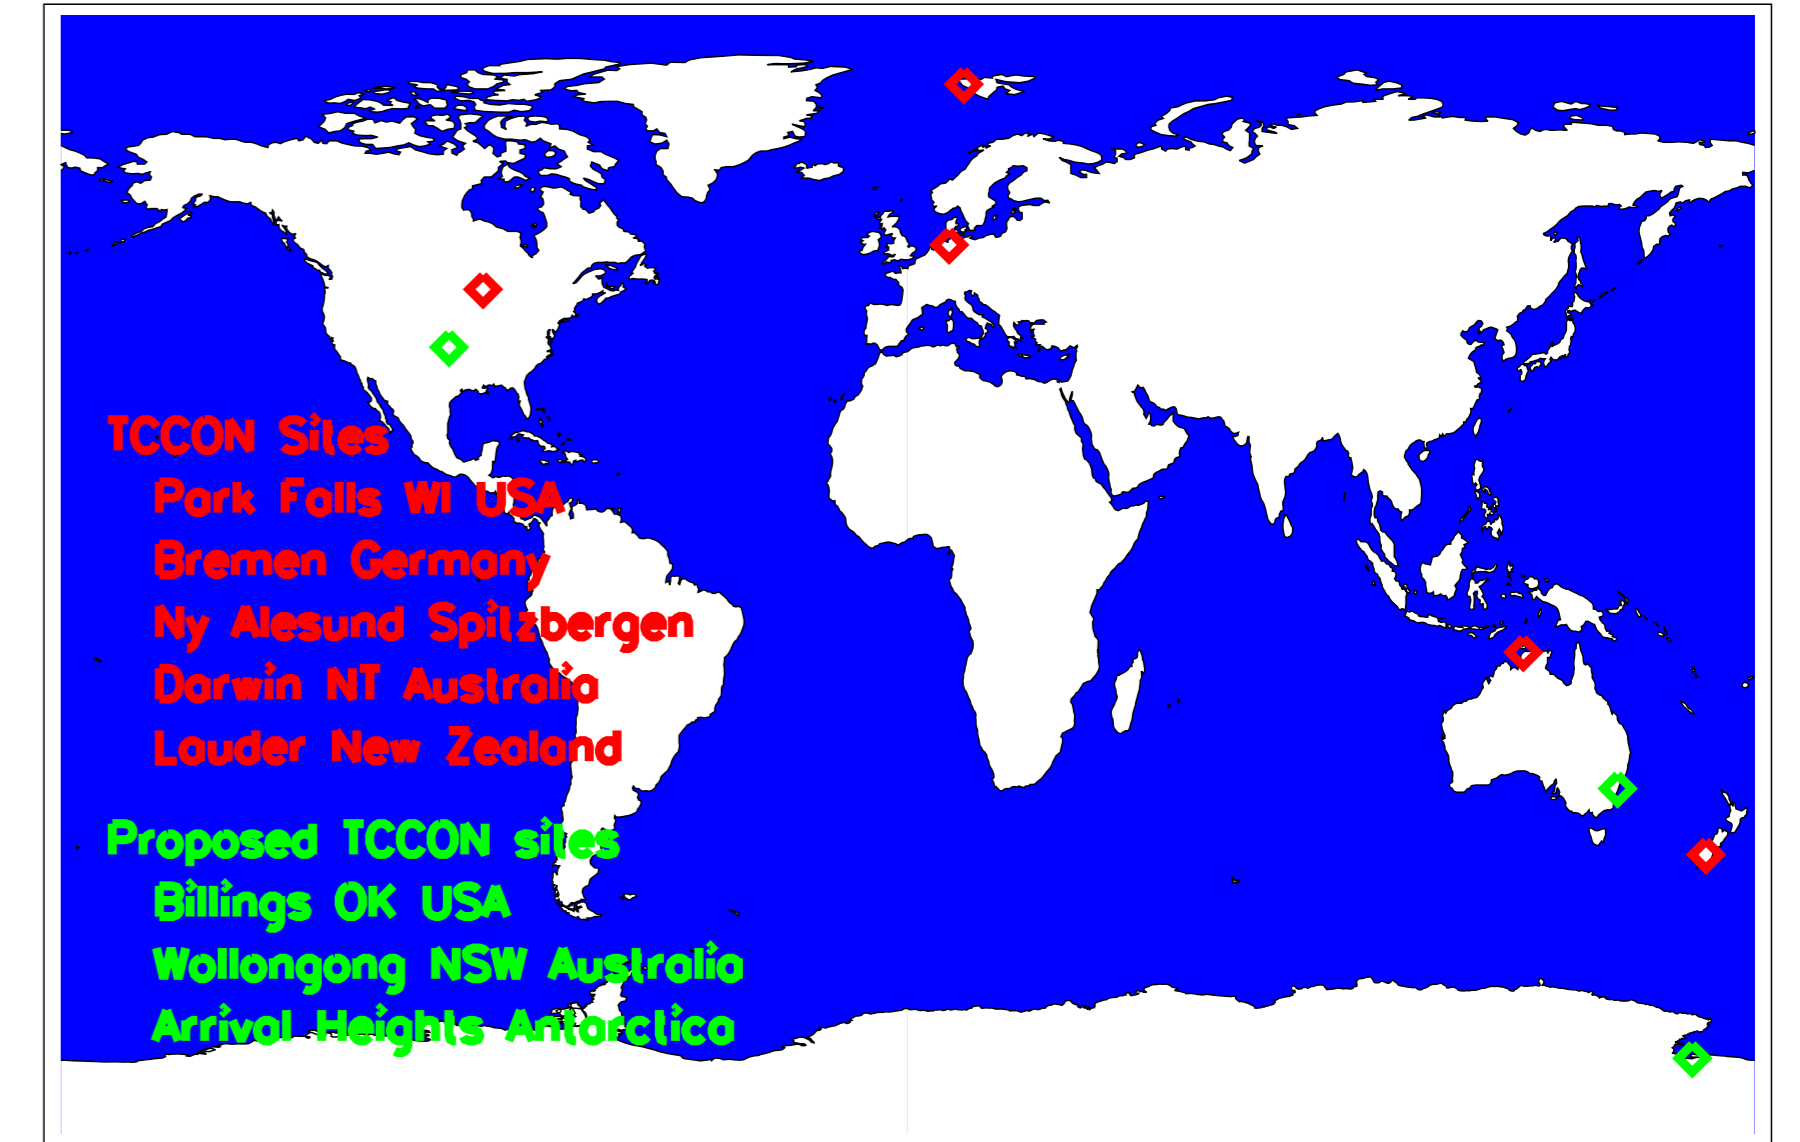 TCCON Sites
Park Falls WI USA
Bremen Germany
Ny Alesund Spitzbergen
Darwin NT Australia
Lauder New Zealand
Proposed TCCON sites
Billings OK USA
Wollongong NSW Australia
Arrival Heights Antarctica